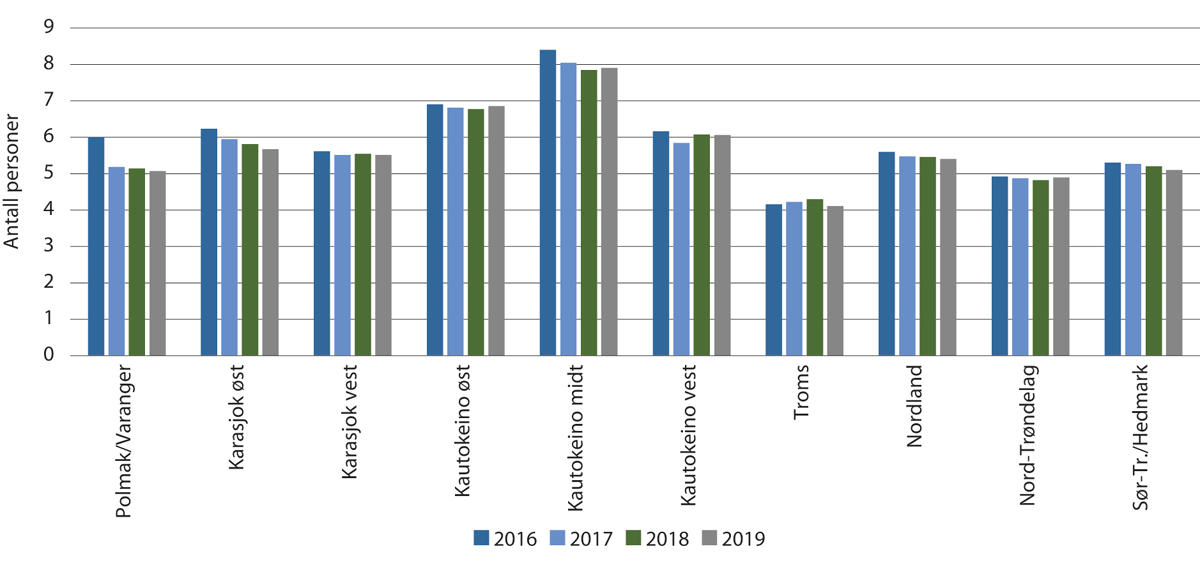 Antall personer
9
8
7
6
5
4
3
2
1
0
Polmak/Varanger
Karasjok øst
Karasjok vest
Kautokeino øst
Kautokeino midt
Kautokeino vest
Troms
Nordland
Nord-Trøndelag
Sør-Tr./Hedmark
2016 2017 2018 2019